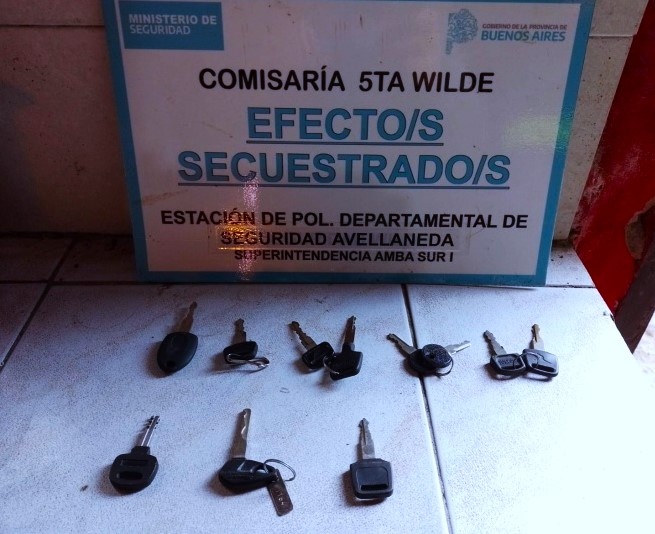 MINISTERIO DE
SEGURIDAD
GOBIERNO DE LA PROVINCIA DE
BUENOS AIRES
COMISARÍA 5TA WILDE
EFECTO/S
SECUESTRADO/S
ESTACIÓN DE POL. DEPARTAMENTAL DE
SEGURIDAD AVELLANEDA
SUPERINTENDENCIA AMBA SUR I